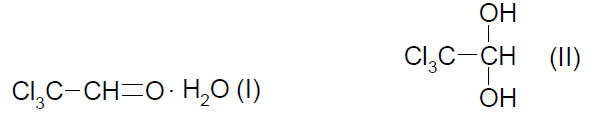 Cl3C–CH=O · H2O (I)
OH
Cl3C–CH (II)
OH